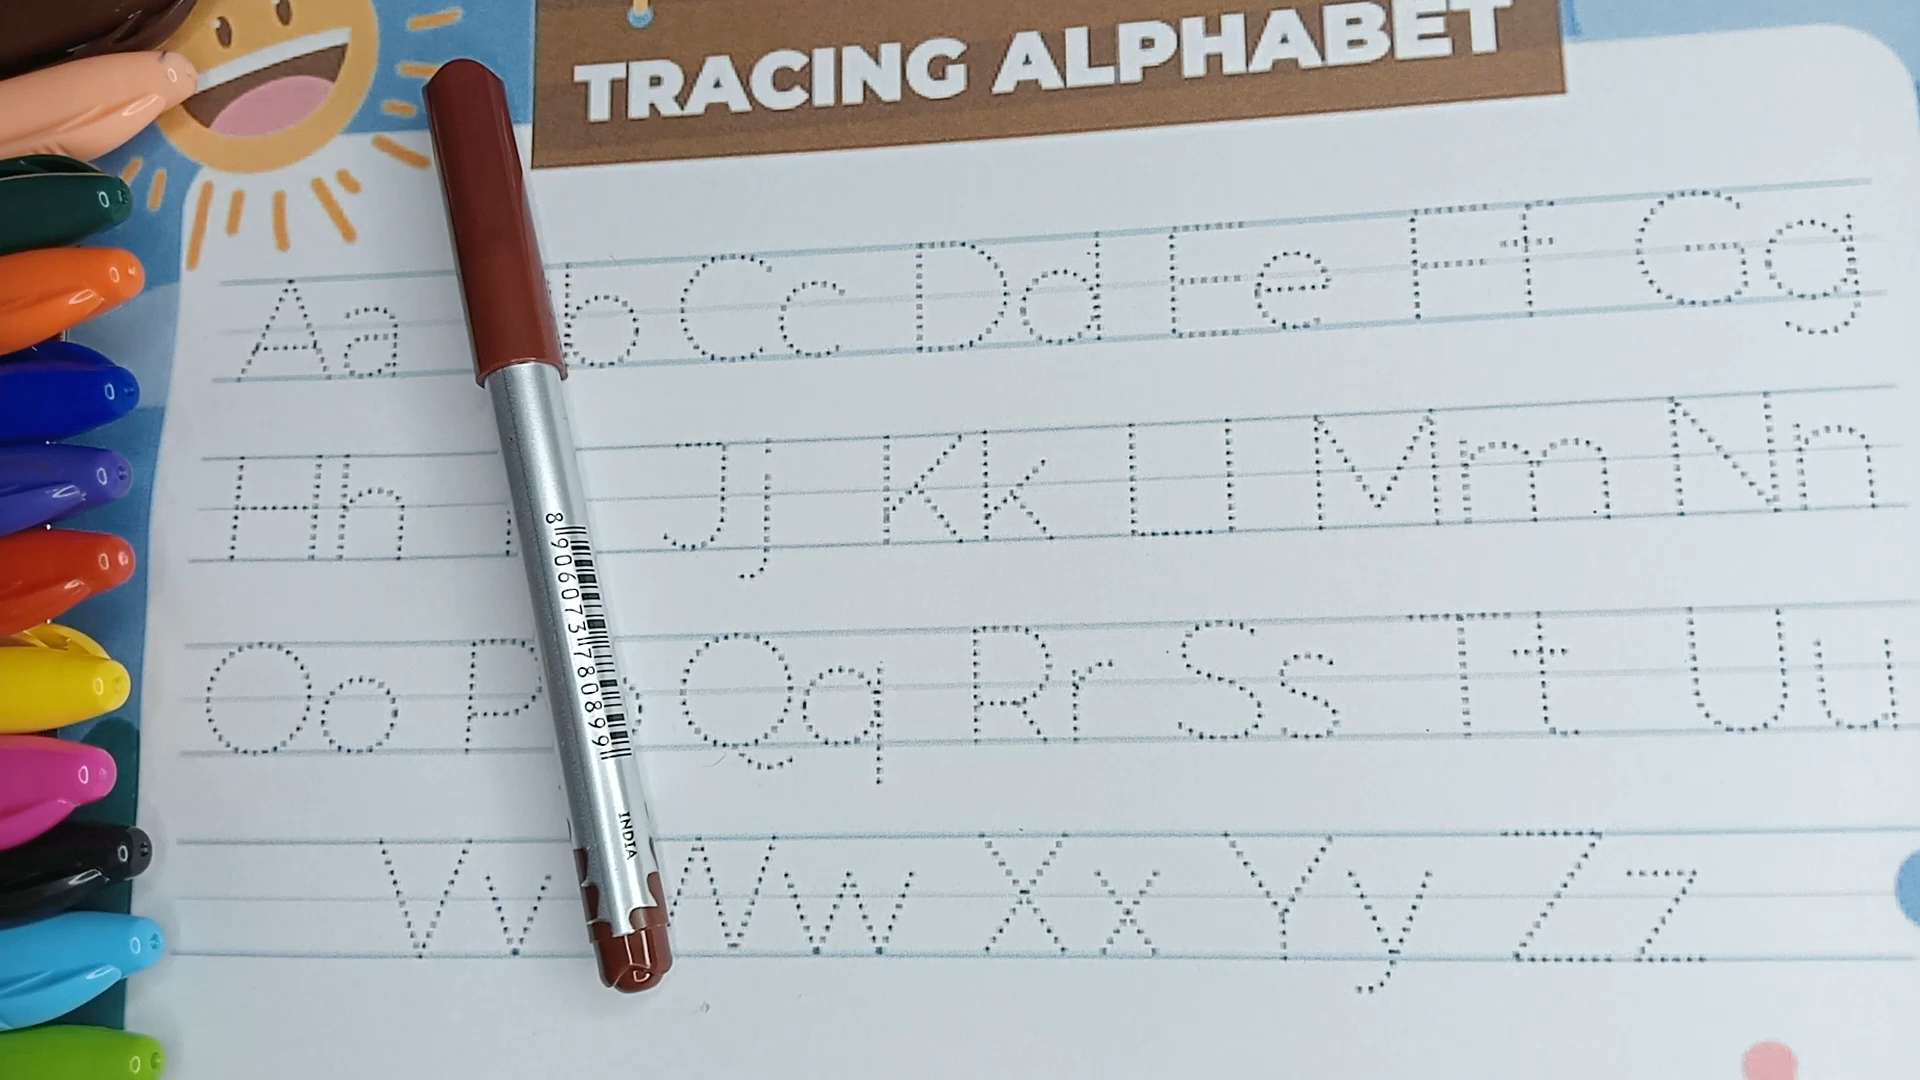 TRACING ALPHABET
Aa b Cc Dd Ee Ff Gg
Hh Jj Kk Ll Mm Nn
Oo P Qq Rr Ss Tt Uu
Vv Ww Xx Yy Zz
8906073780899
INDIA